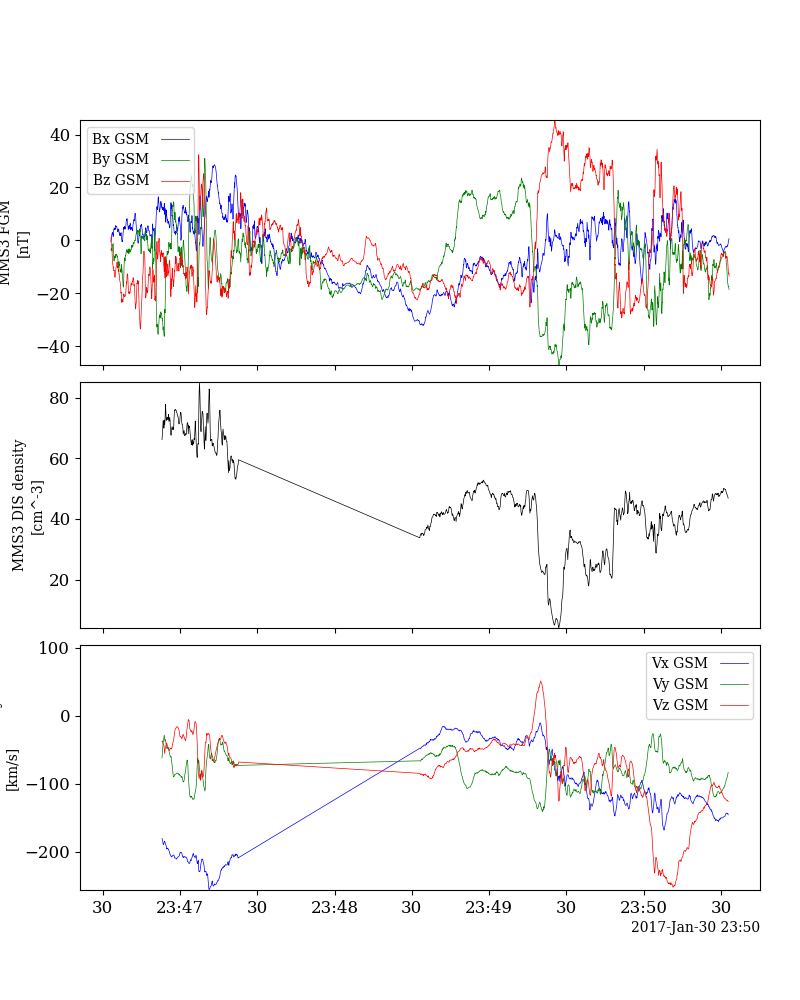 40
20
0
−20
−40
MMS3 FGM
[nT]
Bx GSM
By GSM
Bz GSM
80
60
40
20
MMS3 DIS density
[cm^-3]
100
0
−100
−200
[km/s]
Vx GSM
Vy GSM
Vz GSM
30 23:47 30 23:48 30 23:49 30 23:50 30
2017-Jan-30 23:50